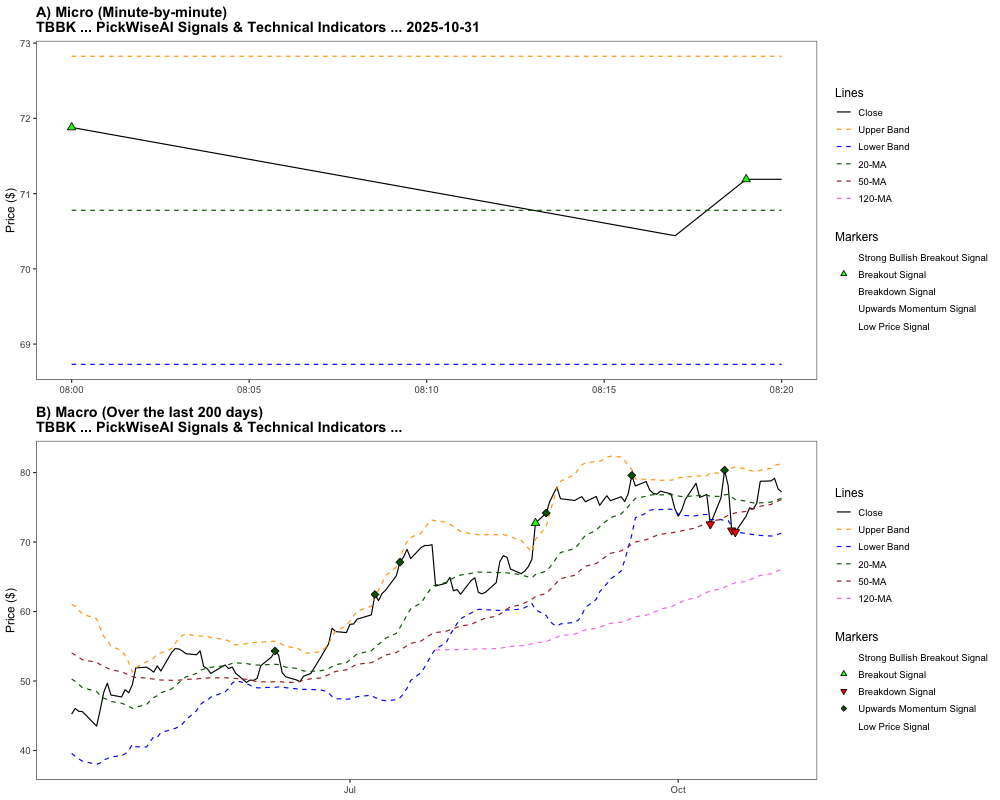 A) Micro (Minute-by-minute)
TBBK ... PickWiseAI Signals & Technical Indicators ... 2025-10-31
Price ($)
73
72
71
70
69
08:00
08:05
08:10
08:15
08:20
Lines
Close
Upper Band
Lower Band
20-MA
50-MA
120-MA
Markers
Strong Bullish Breakout Signal
Breakout Signal
Breakdown Signal
Upwards Momentum Signal
Low Price Signal
B) Macro (Over the last 200 days)
TBBK ... PickWiseAI Signals & Technical Indicators ...
Price ($)
80
70
60
50
40
Jul
Oct
Lines
Close
Upper Band
Lower Band
20-MA
50-MA
120-MA
Markers
Strong Bullish Breakout Signal
Breakout Signal
Breakdown Signal
Upwards Momentum Signal
Low Price Signal